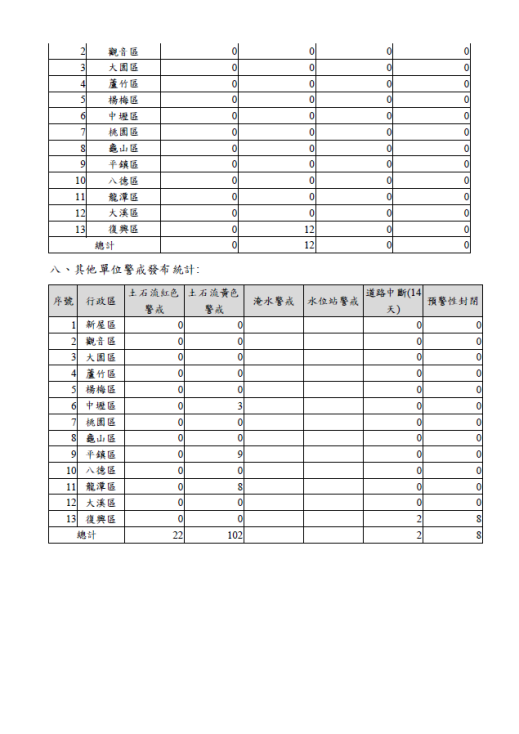 2 觀音區 0 0 0 0
3 大園區 0 0 0 0
4 蘆竹區 0 0 0 0
5 楊梅區 0 0 0 0
6 中壢區 0 0 0 0
7 桃園區 0 0 0 0
8 龜山區 0 0 0 0
9 平鎮區 0 0 0 0
10 八德區 0 0 0 0
11 龍潭區 0 0 0 0
12 大溪區 0 0 0 0
13 復興區 0 12 0 0
總計 0 12 0 0
八、其他單位警戒發布統計:
序號 行政區 土石流紅色警戒 土石流黃色警戒 淹水警戒 水位站警戒 道路中斷(14天) 預警性封閉
1 新屋區 0 0 0 0
2 觀音區 0 0 0 0
3 大園區 0 0 0 0
4 蘆竹區 0 0 0 0
5 楊梅區 0 0 0 0
6 中壢區 0 3 0 0
7 桃園區 0 0 0 0
8 龜山區 0 0 0 0
9 平鎮區 0 9 0 0
10 八德區 0 0 0 0
11 龍潭區 0 8 0 0
12 大溪區 0 0 0 0
13 復興區 0 0 2 8
總計 22 102 2 8